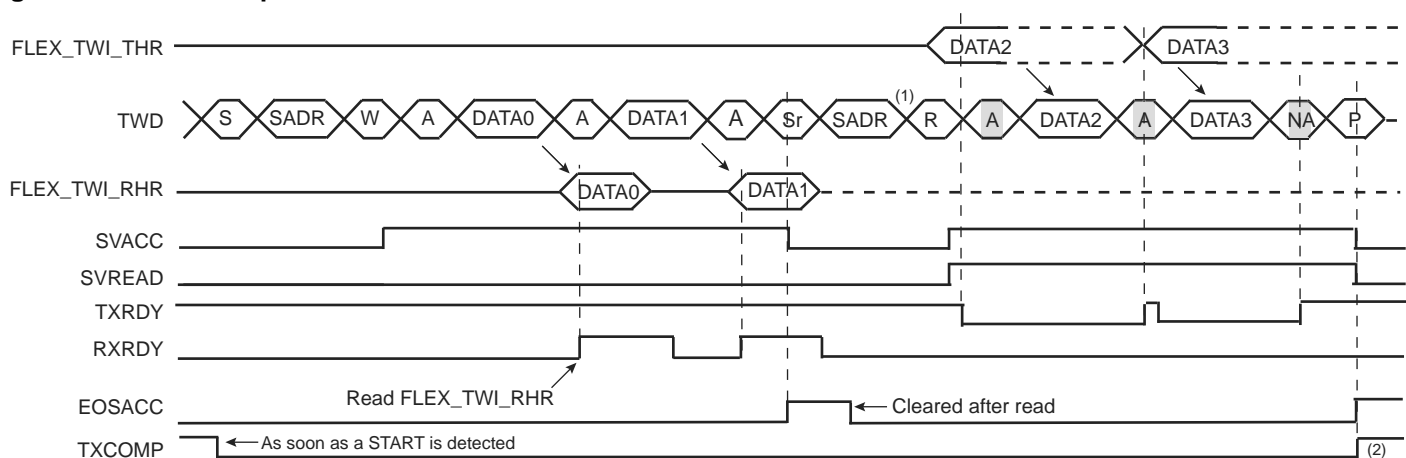 FLEX_TWI_THR DATA2 DATA3
(1)
TWD S SADR W A DATA0 A DATA1 A Sr SADR R A DATA2 A DATA3 NA P
FLEX_TWI_RHR DATA0 DATA1
SVACC
SVREAD
TXRDY
RXRDY
Read FLEX_TWI_RHR
EOSACC Cleared after read
TXCOMP As soon as a START is detected (2)